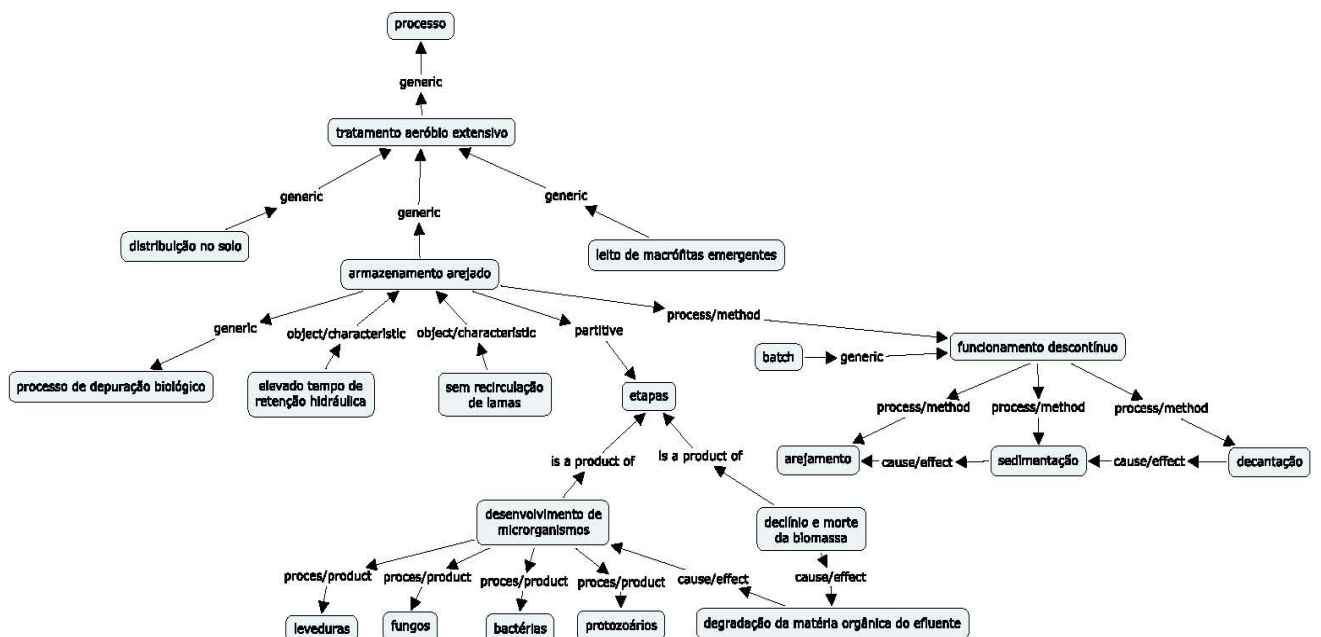 processo
generic
tratamento aeróbio extensivo
generic
generic
generic
distribuição no solo
leito de macrófitas emergentes
armazenamento arejado
generic
object/characteristic
object/characteristic
partitive
process/method
batch
generic
funcionamento descontínuo
processo de depuração biológico
elevado tempo de
retenção hidráulica
sem recirculação
de lamas
etapas
process/method
process/method
process/method
arejamento
cause/effect
sedimentação
cause/effect
decantação
is a product of
is a product of
desenvolvimento de
microrganismos
declínio e morte
da biomassa
proces/product
proces/product
proces/product
proces/product
cause/effect
cause/effect
leveduras
fungos
bactérias
protozoários
degradação da matéria orgânica do efluente